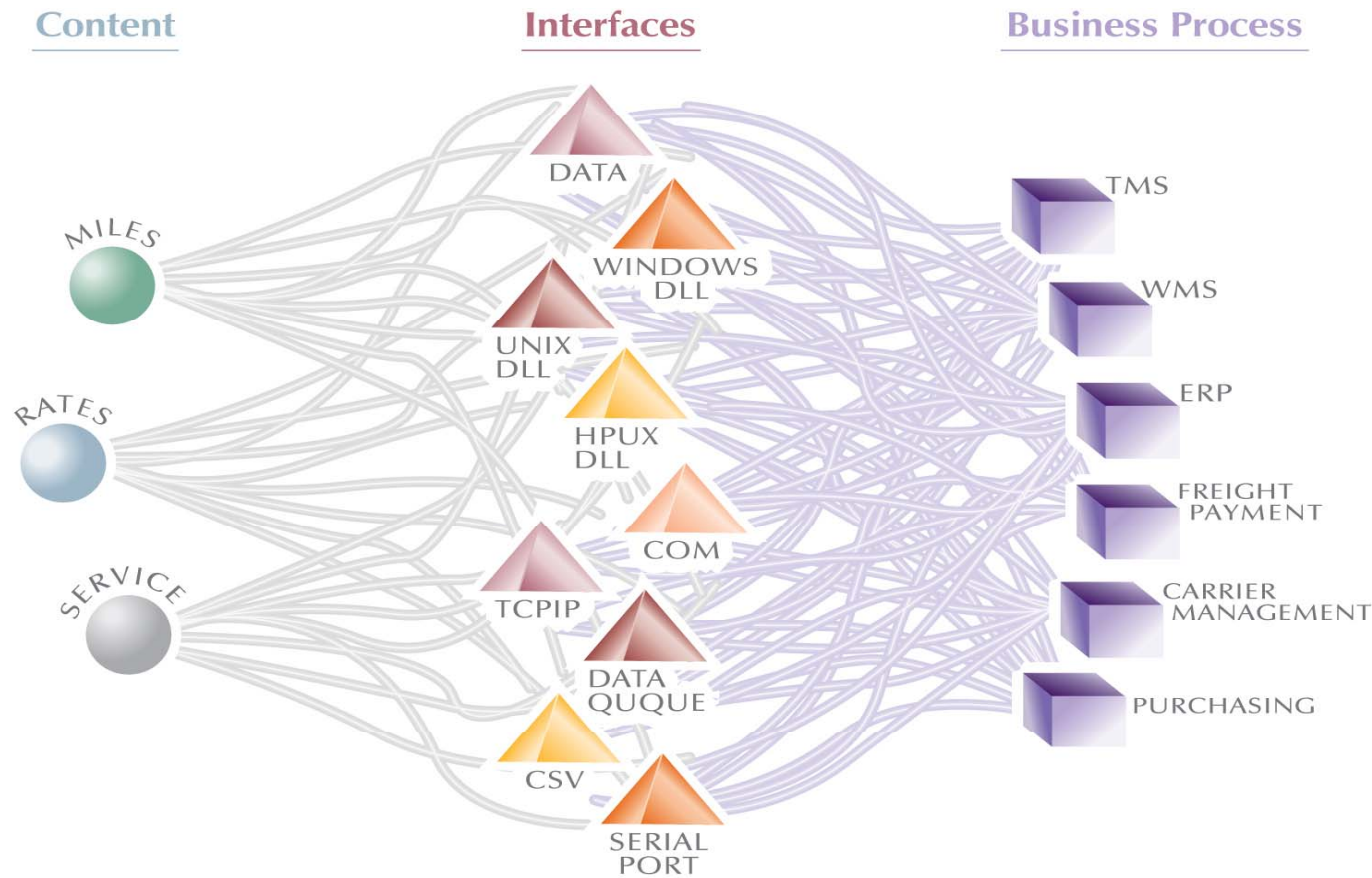 Content
Interfaces
Business Process
MILES
RATES
SERVICE
DATA
WINDOWS
DLL
UNIX
DLL
HPUX
DLL
COM
TCPIP
DATA
QUQUE
CSV
SERIAL
PORT
TMS
WMS
ERP
FREIGHT
PAYMENT
CARRIER
MANAGEMENT
PURCHASING